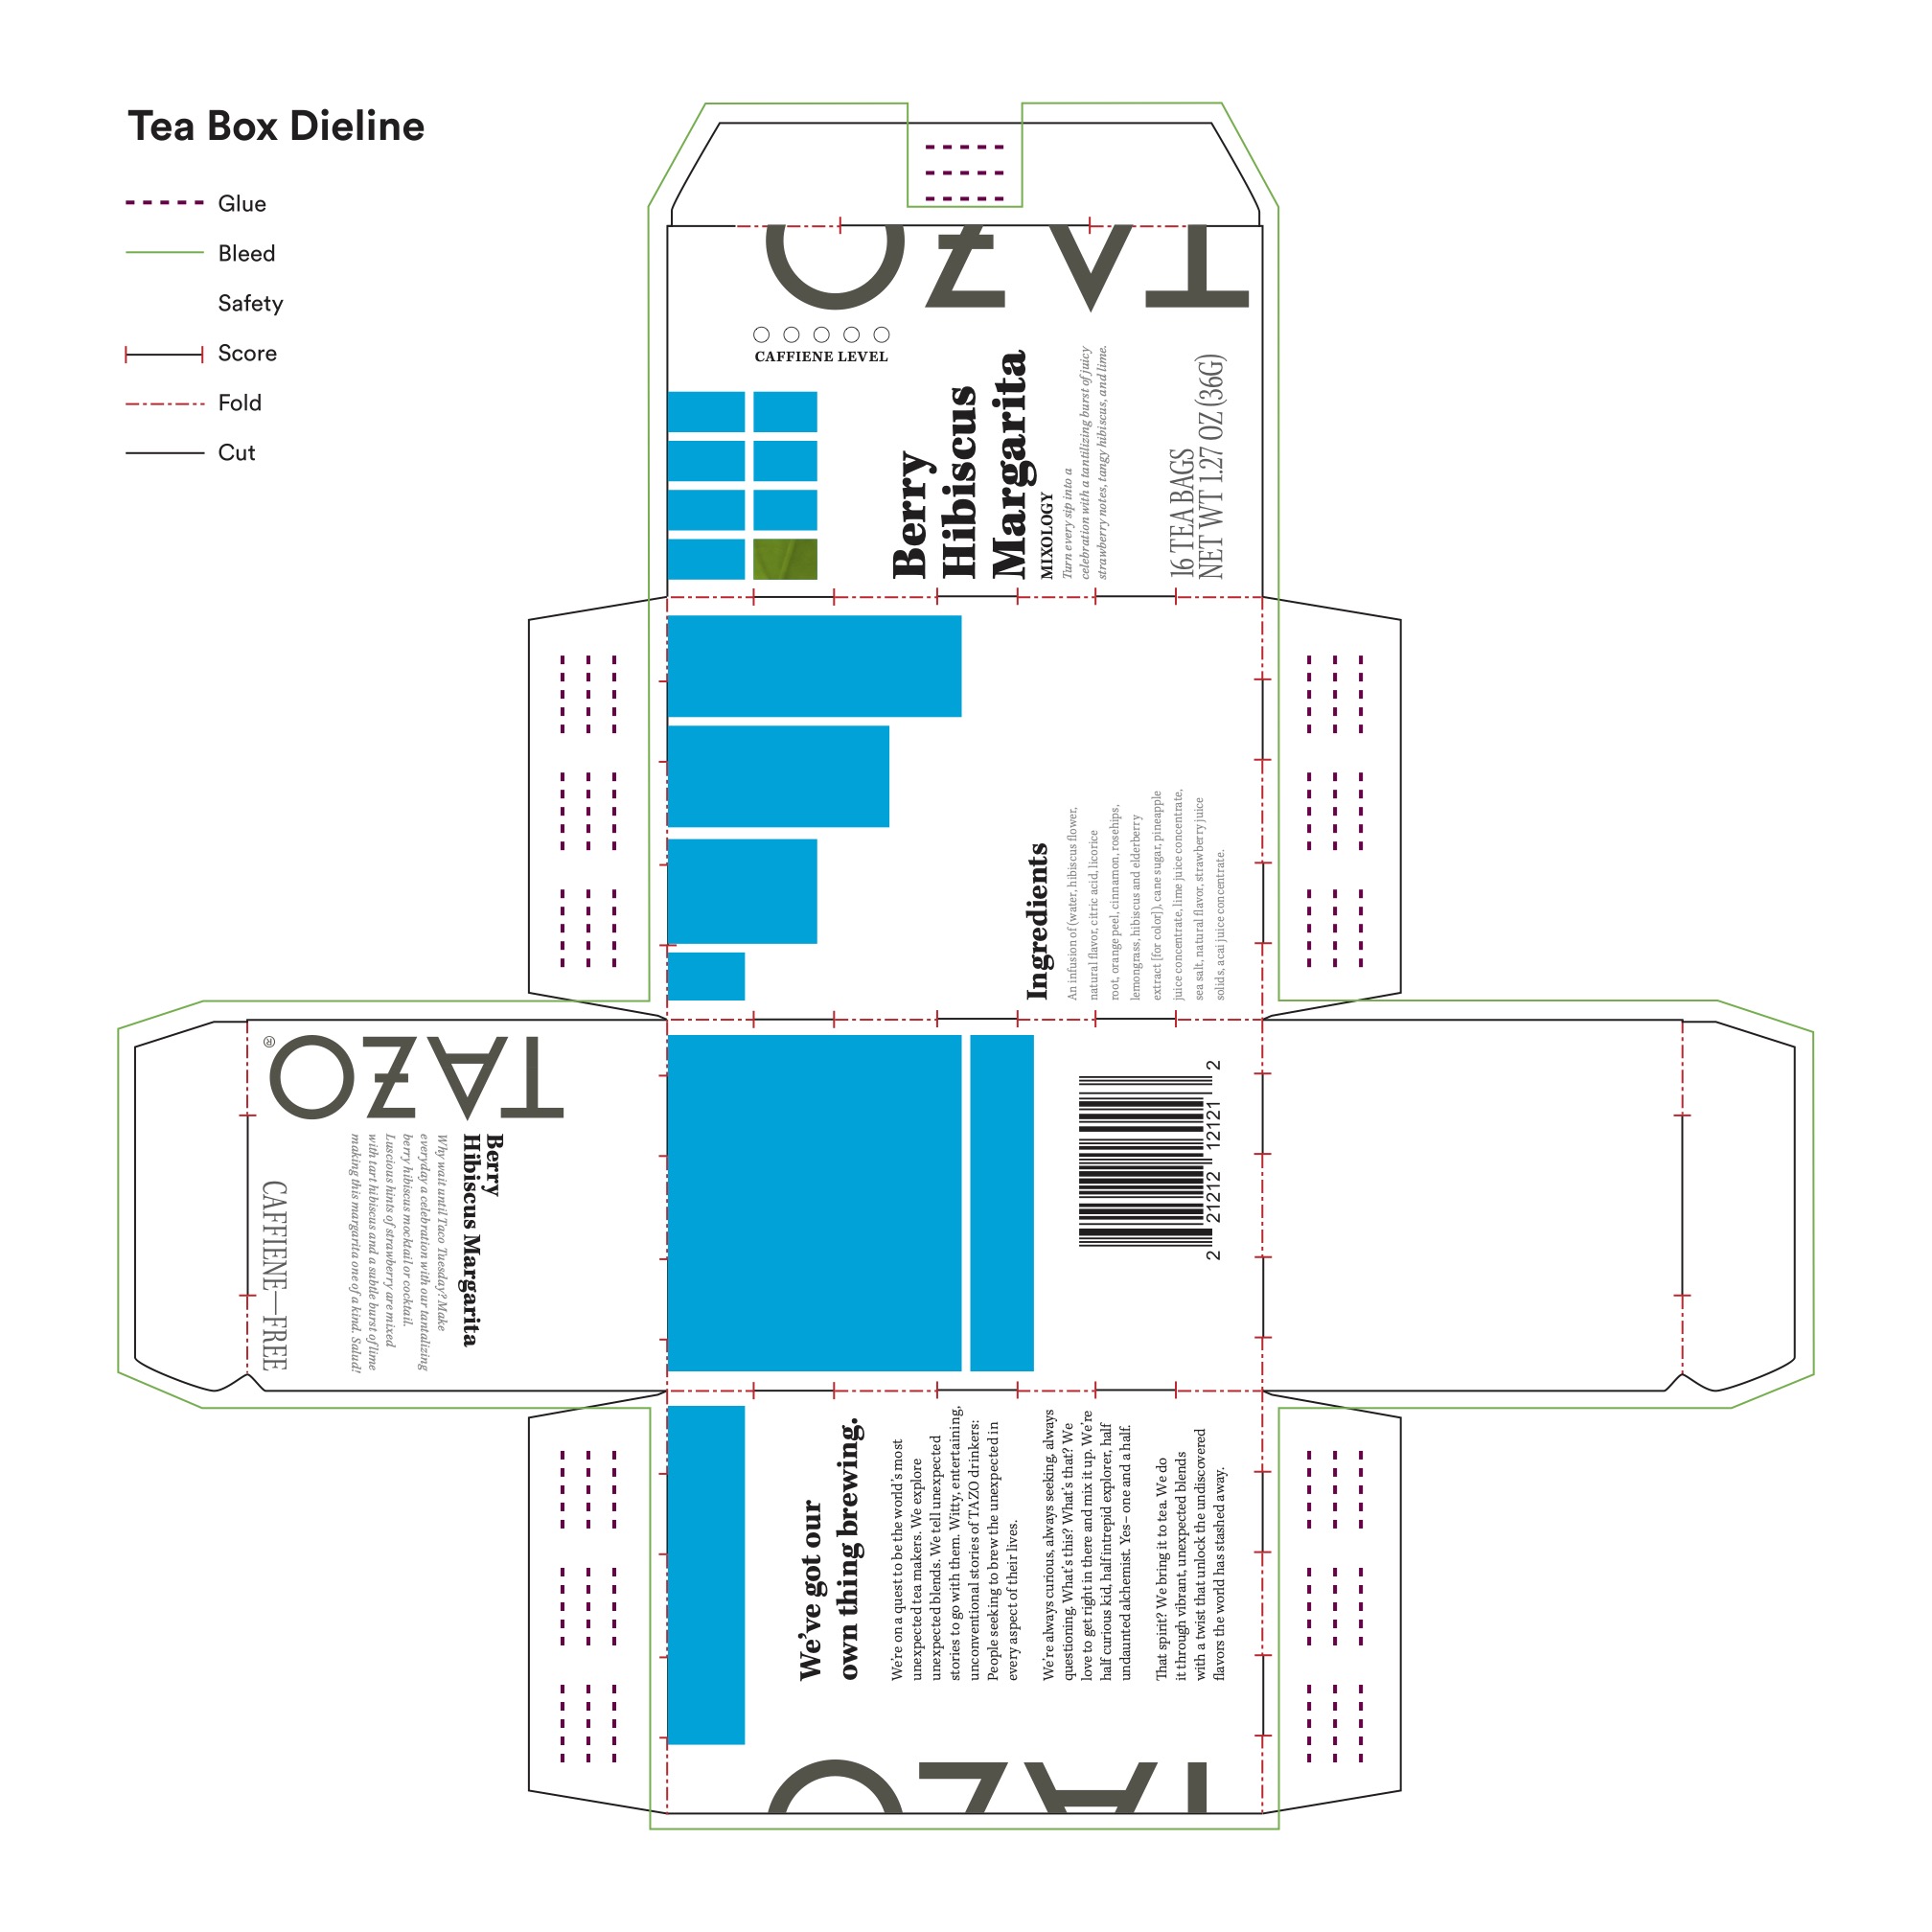 Tea Box Dieline
Glue
Bleed
Safety
Score
Fold
Cut
TAZO
CAFFIENE LEVEL
Berry
Hibiscus
Margarita
MIXOLOGY
Turn every sip into a
celebration with a tantilizing burst of juicy
strawberry notes, tangy hibiscus, and lime.
16 TEA BAGS
NET WT 1.27 OZ (36G)
Ingredients
An infusion of (water, hibiscus flower,
natural flavor, citric acid, licorice
root, orange peel, cinnamon, rosehips,
lemongrass, hibiscus and elderberry
extract [for color]), cane sugar, pineapple
juice concentrate, lime juice concentrate,
sea salt, natural flavor, strawberry juice
solids, acai juice concentrate.
TAZO®
Berry
Hibiscus Margarita
Why wait until Taco Tuesday? Make
everyday a celebration with our tantalizing
berry hibiscus mocktail or cocktail.
Luscious hints of strawberry are mixed
with tart hibiscus and a subtle burst of lime
making this margarita one of a kind. Salud!
CAFFIENE—FREE
2 21212 12121 2
We've got our
own thing brewing.
We're on a quest to be the world's most
unexpected tea makers. We explore
unexpected blends. We tell unexpected
stories to go with them. Witty, entertaining,
unconventional stories of TAZO drinkers:
People seeking to brew the unexpected in
every aspect of their lives.
We're always curious, always seeking, always
questioning. What's this? What's that? We
love to get right in there and mix it up. We're
half curious kid, half intrepid explorer, half
undaunted alchemist. Yes– one and a half.
That spirit? We bring it to tea. We do
it through vibrant, unexpected blends
with a twist that unlock the undiscovered
flavors the world has stashed away.
TAZO